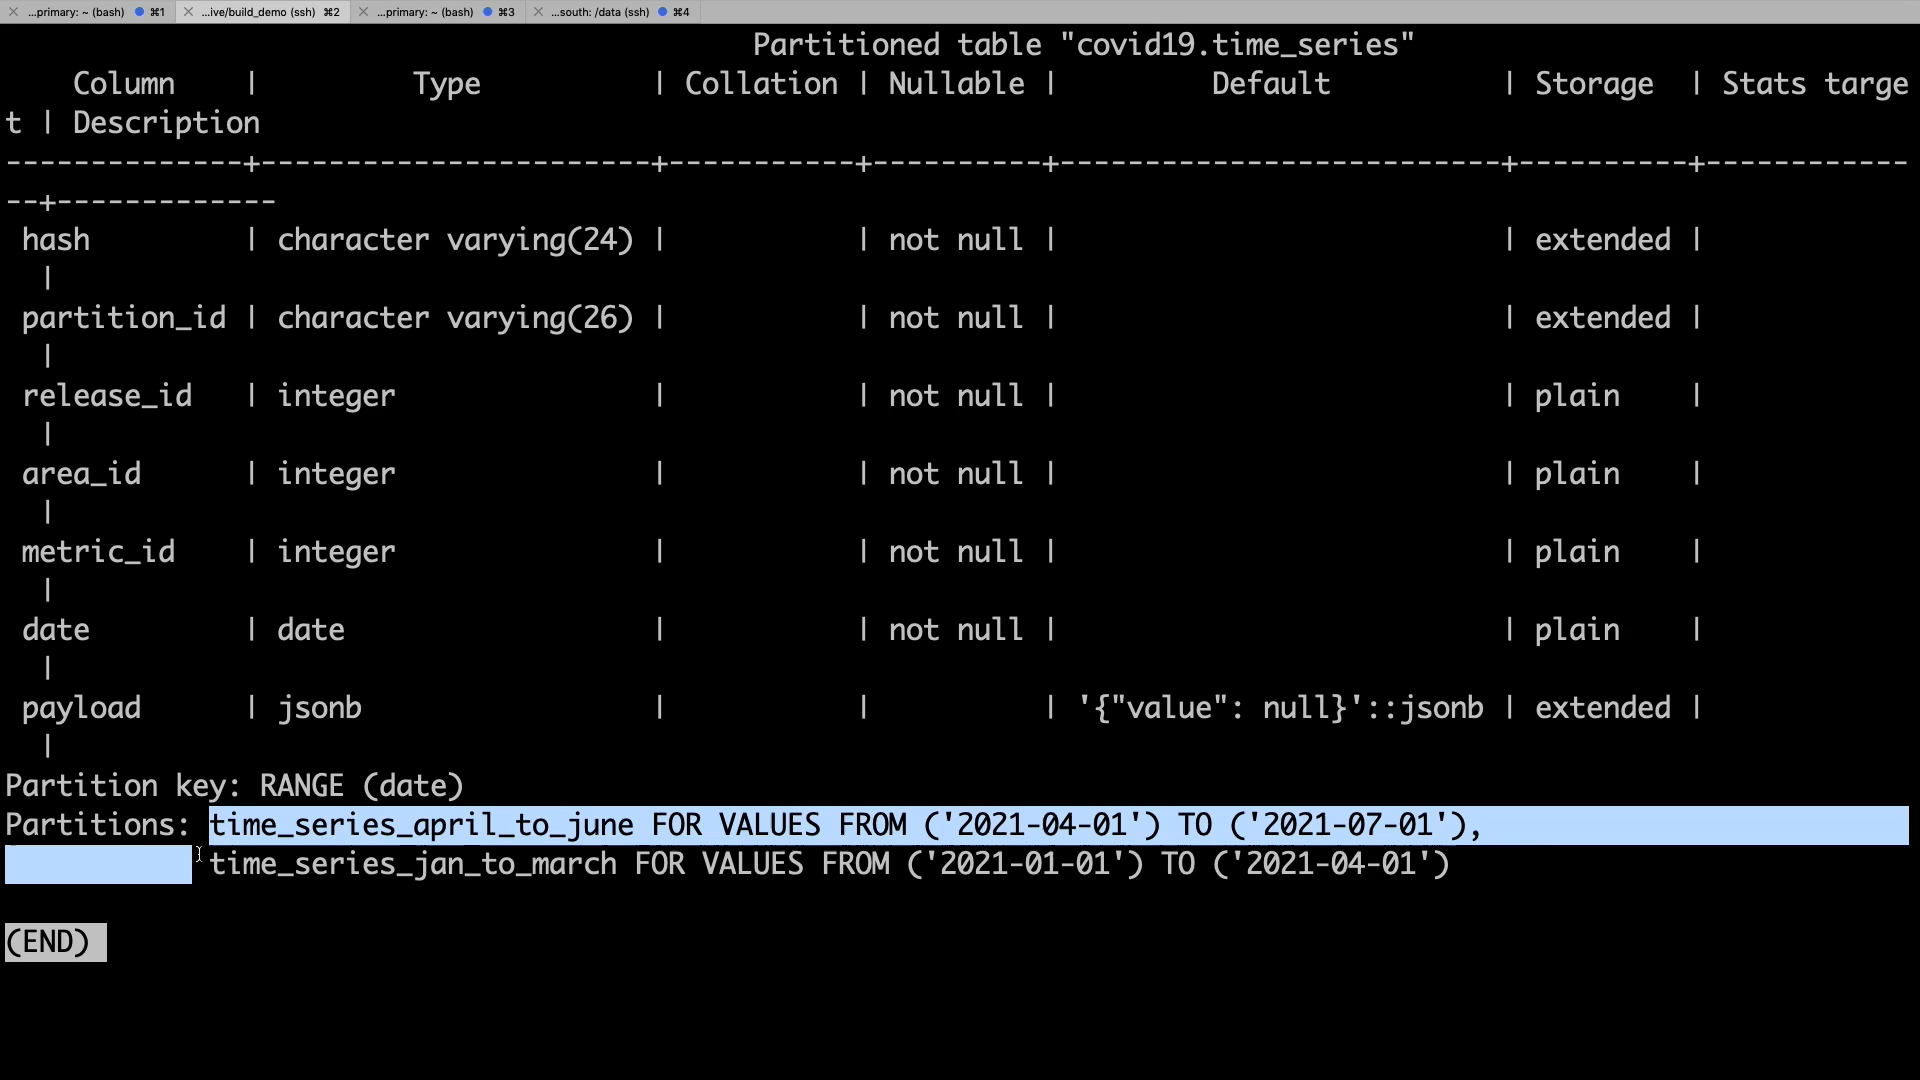 ...primary: ~ (bash) ⌘1 ...ive/build_demo (ssh) ⌘2 ...primary: ~ (bash) ⌘3 ...south: /data (ssh) ⌘4
Partitioned table "covid19.time_series"
Column | Type | Collation | Nullable | Default | Storage | Stats targe
t | Description
--------------+-----------------------+-----------+----------+--------------------------+----------+------------
--+-------------
hash | character varying(24) | | not null | | extended |
|
partition_id | character varying(26) | | not null | | extended |
|
release_id | integer | | not null | | plain |
|
area_id | integer | | not null | | plain |
|
metric_id | integer | | not null | | plain |
|
date | date | | not null | | plain |
|
payload | jsonb | | | '{"value": null}'::jsonb | extended |
|
Partition key: RANGE (date)
Partitions: time_series_april_to_june FOR VALUES FROM ('2021-04-01') TO ('2021-07-01'),
time_series_jan_to_march FOR VALUES FROM ('2021-01-01') TO ('2021-04-01')
(END)